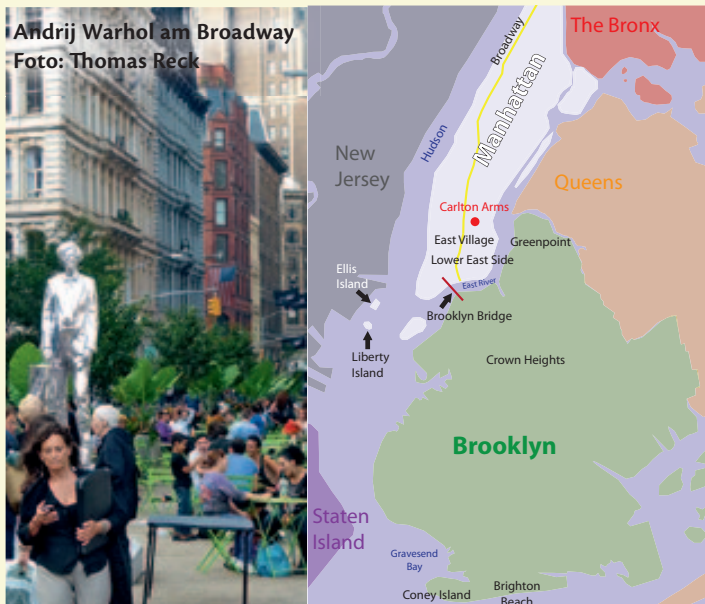 Andrij Warhol am Broadway
Foto: Thomas Reck
The Bronx
Broadway
Manhattan
Hudson
New
Jersey
Queens
Carlton Arms
East Village
Greenpoint
Lower East Side
Ellis
Island
East River
Brooklyn Bridge
Liberty
Island
Crown Heights
Brooklyn
Staten
Island
Gravesend
Bay
Coney Island
Brighton
Beach